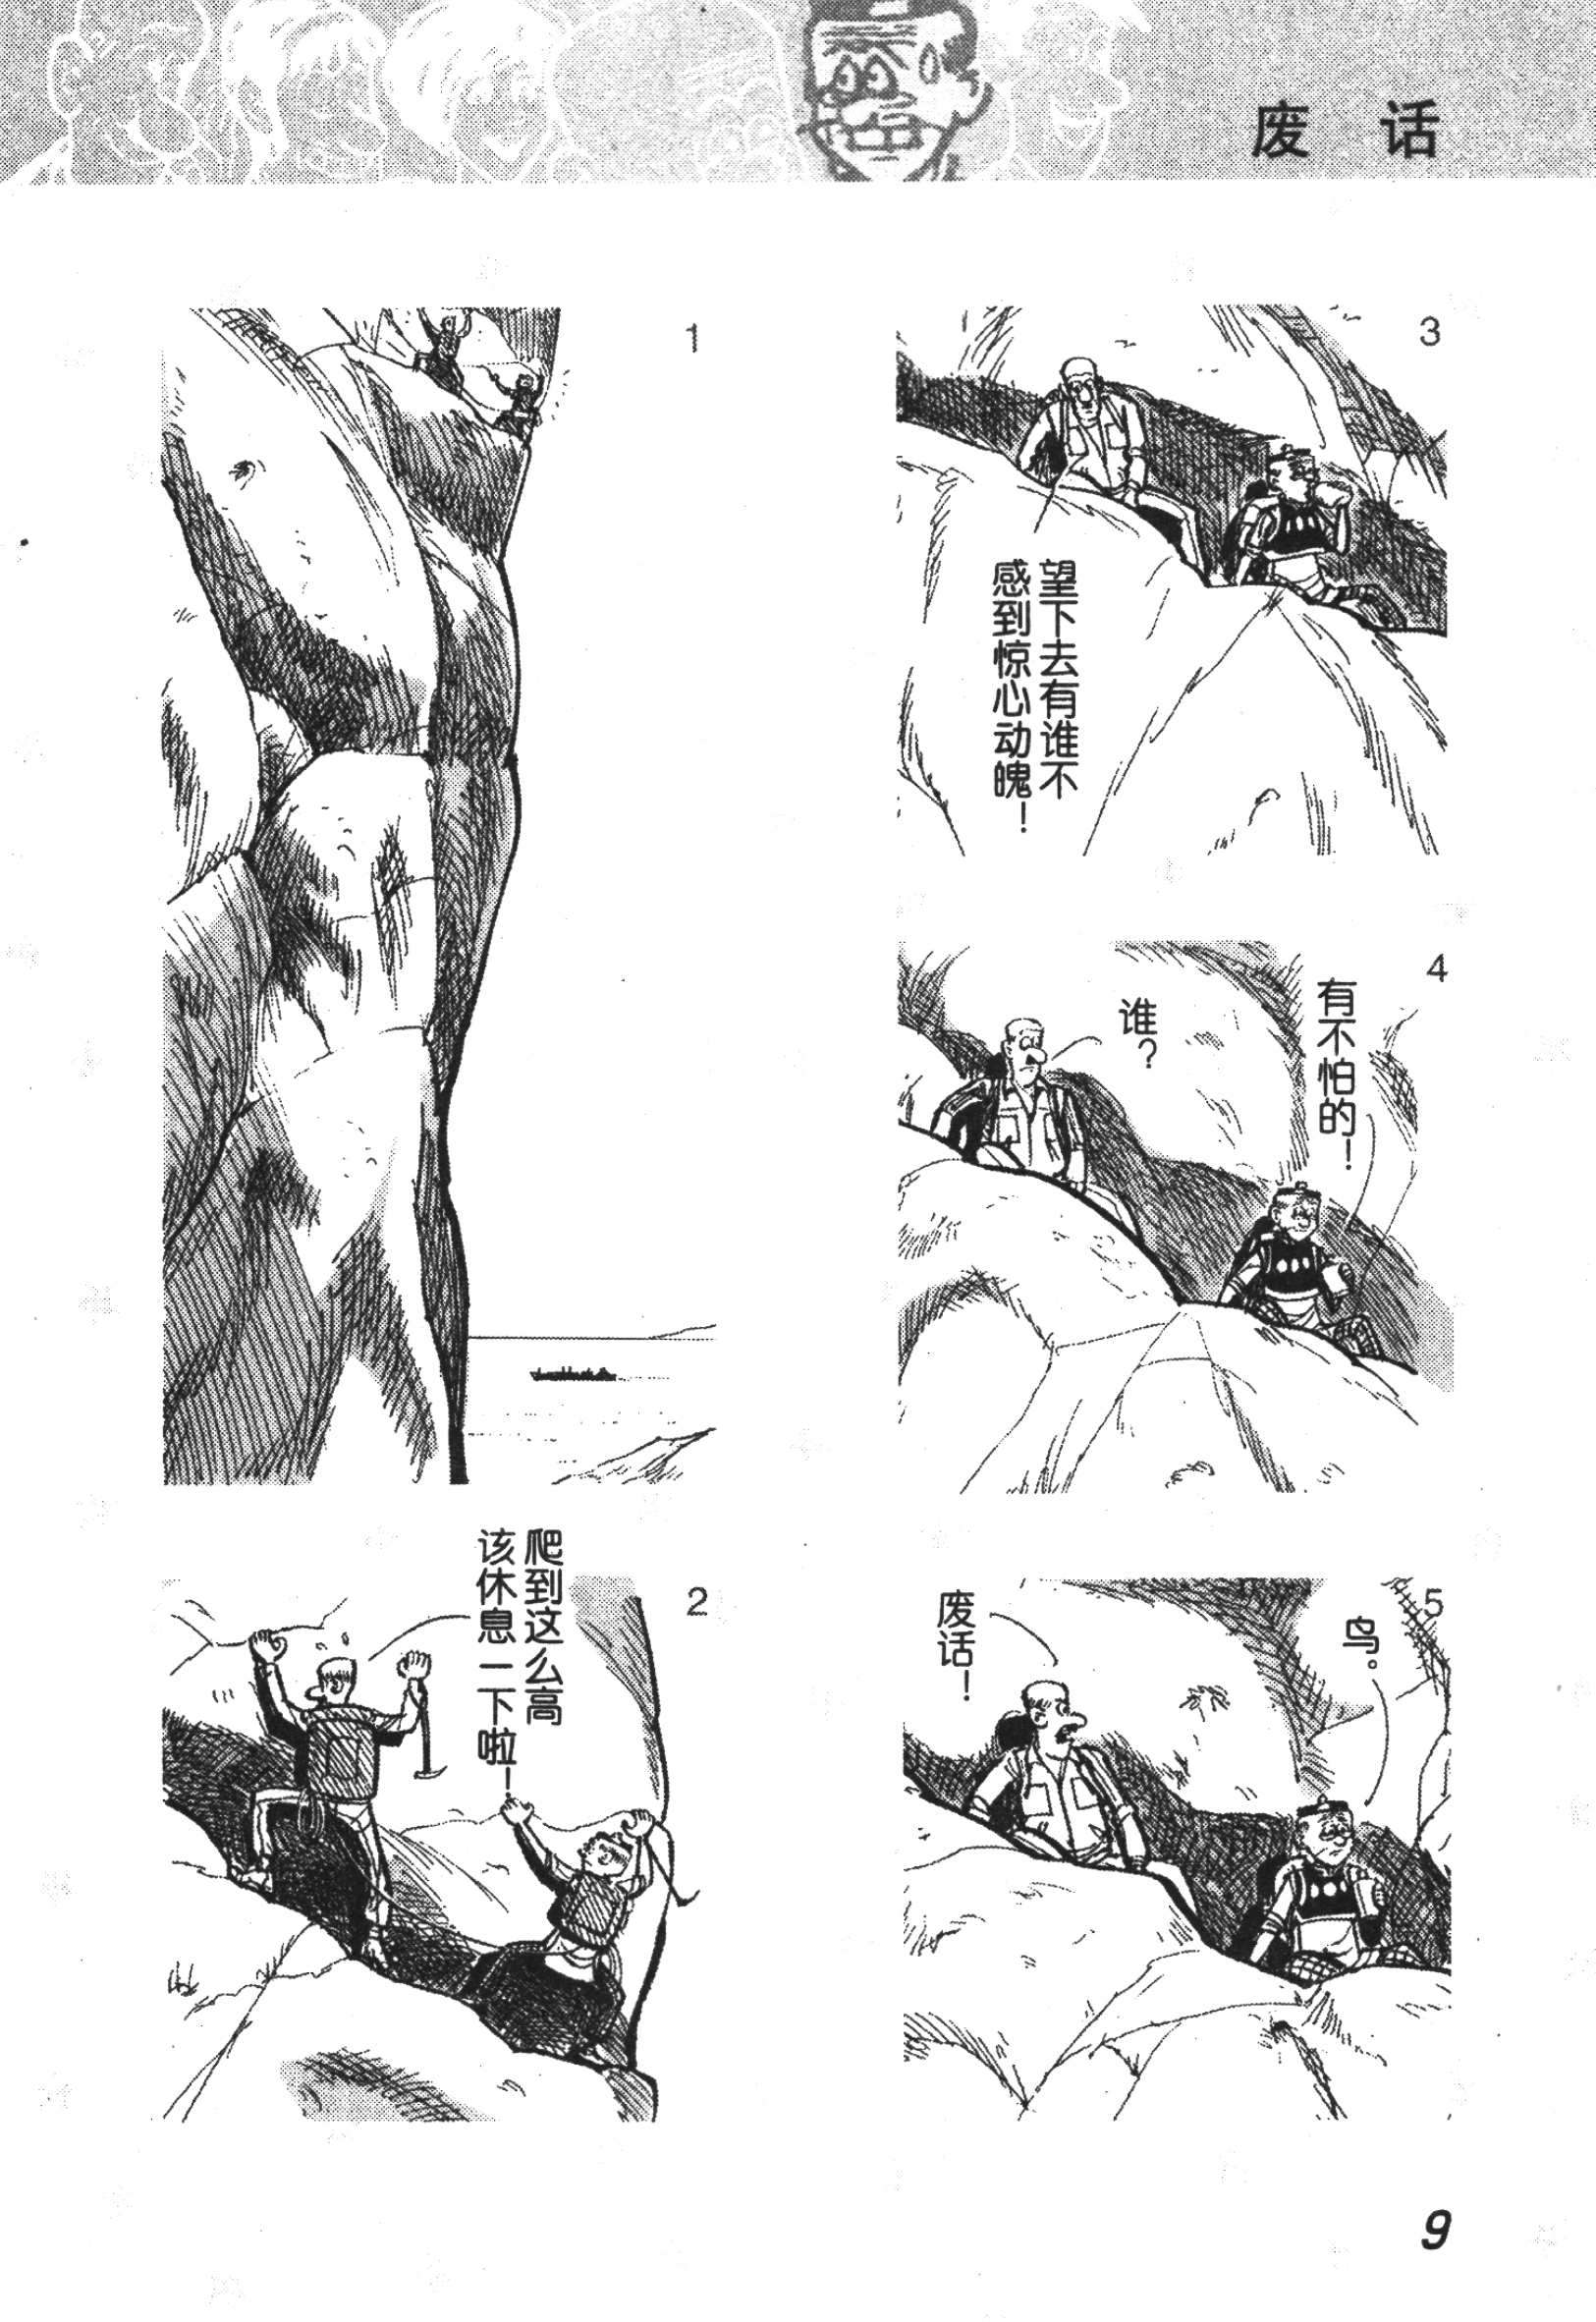 废 话
1
2
爬到这么高
该休息一下啦！
3
望下去有谁不
感到惊心动魄！
4
有不怕的！
谁？
5
鸟。
废话！
9